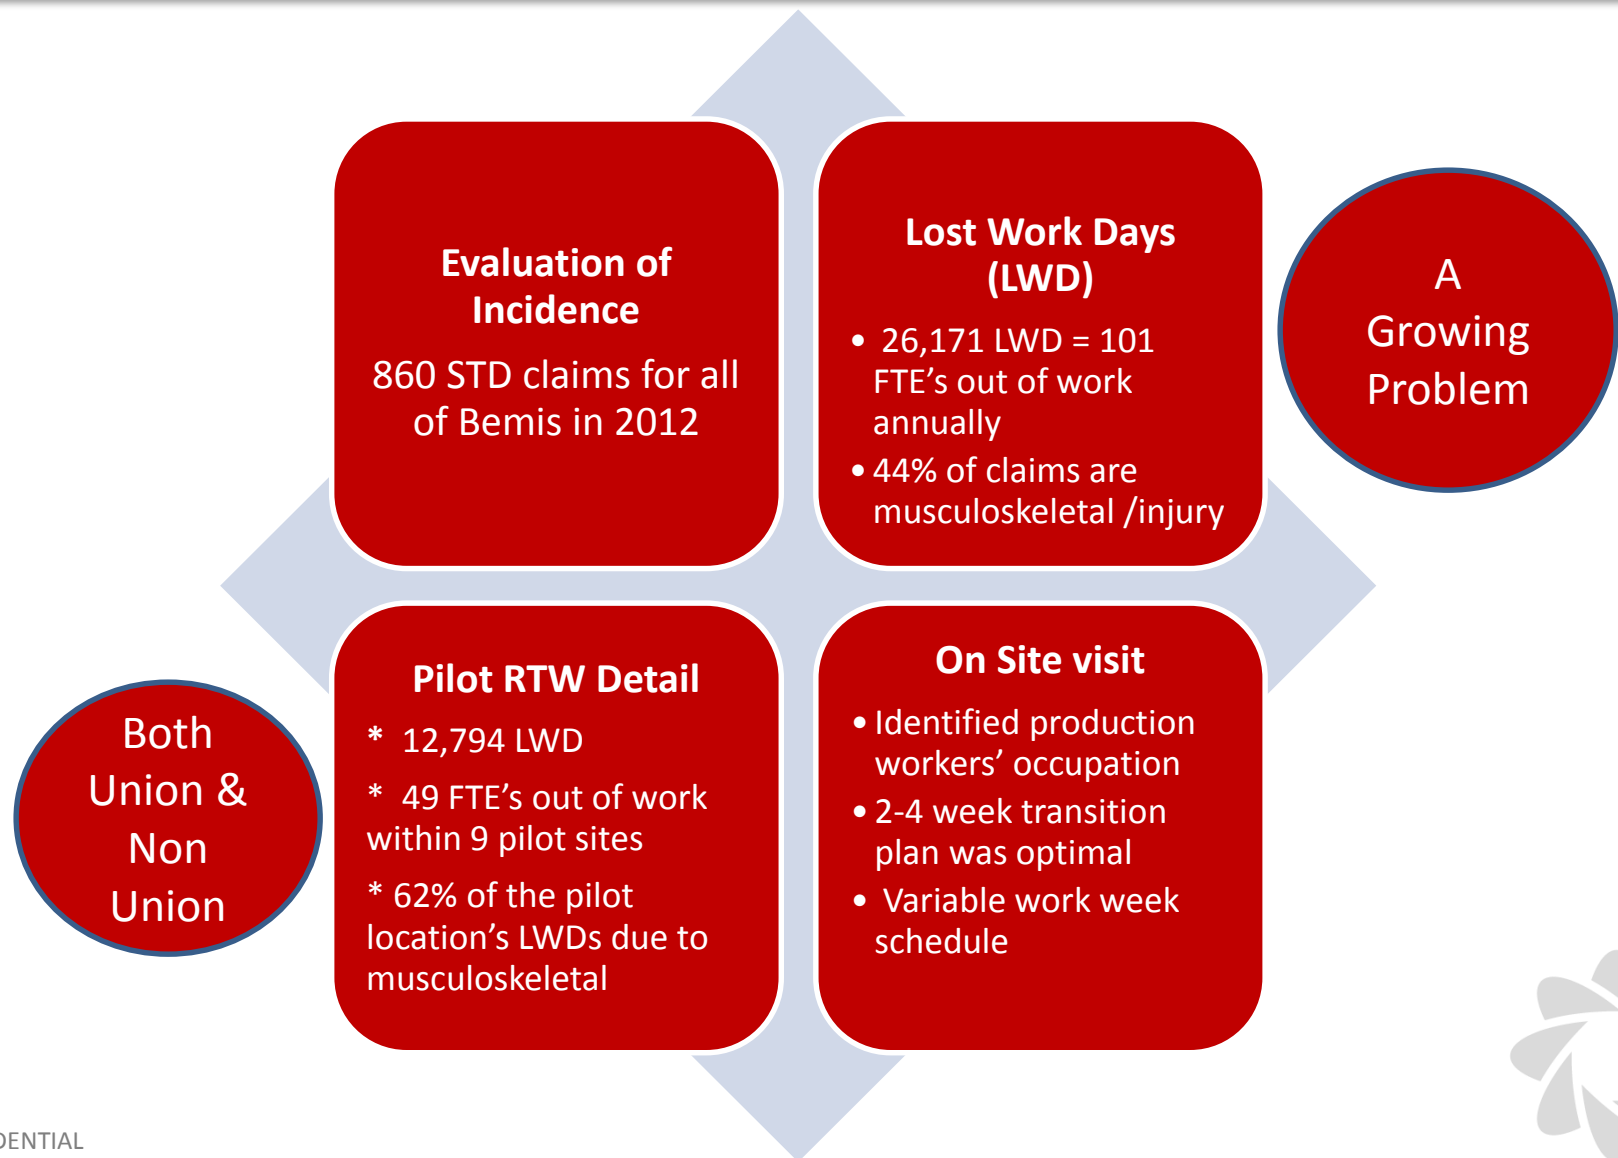 Evaluation of
Incidence
860 STD claims for all
of Bemis in 2012
Lost Work Days
(LWD)
• 26,171 LWD = 101
FTE’s out of work
annually
• 44% of claims are
musculoskeletal /injury
A
Growing
Problem
Both
Union &
Non
Union
Pilot RTW Detail
* 12,794 LWD
* 49 FTE’s out of work
within 9 pilot sites
* 62% of the pilot
location’s LWDs due to
musculoskeletal
On Site visit
• Identified production
workers’ occupation
• 2-4 week transition
plan was optimal
• Variable work week
schedule
DENTIAL